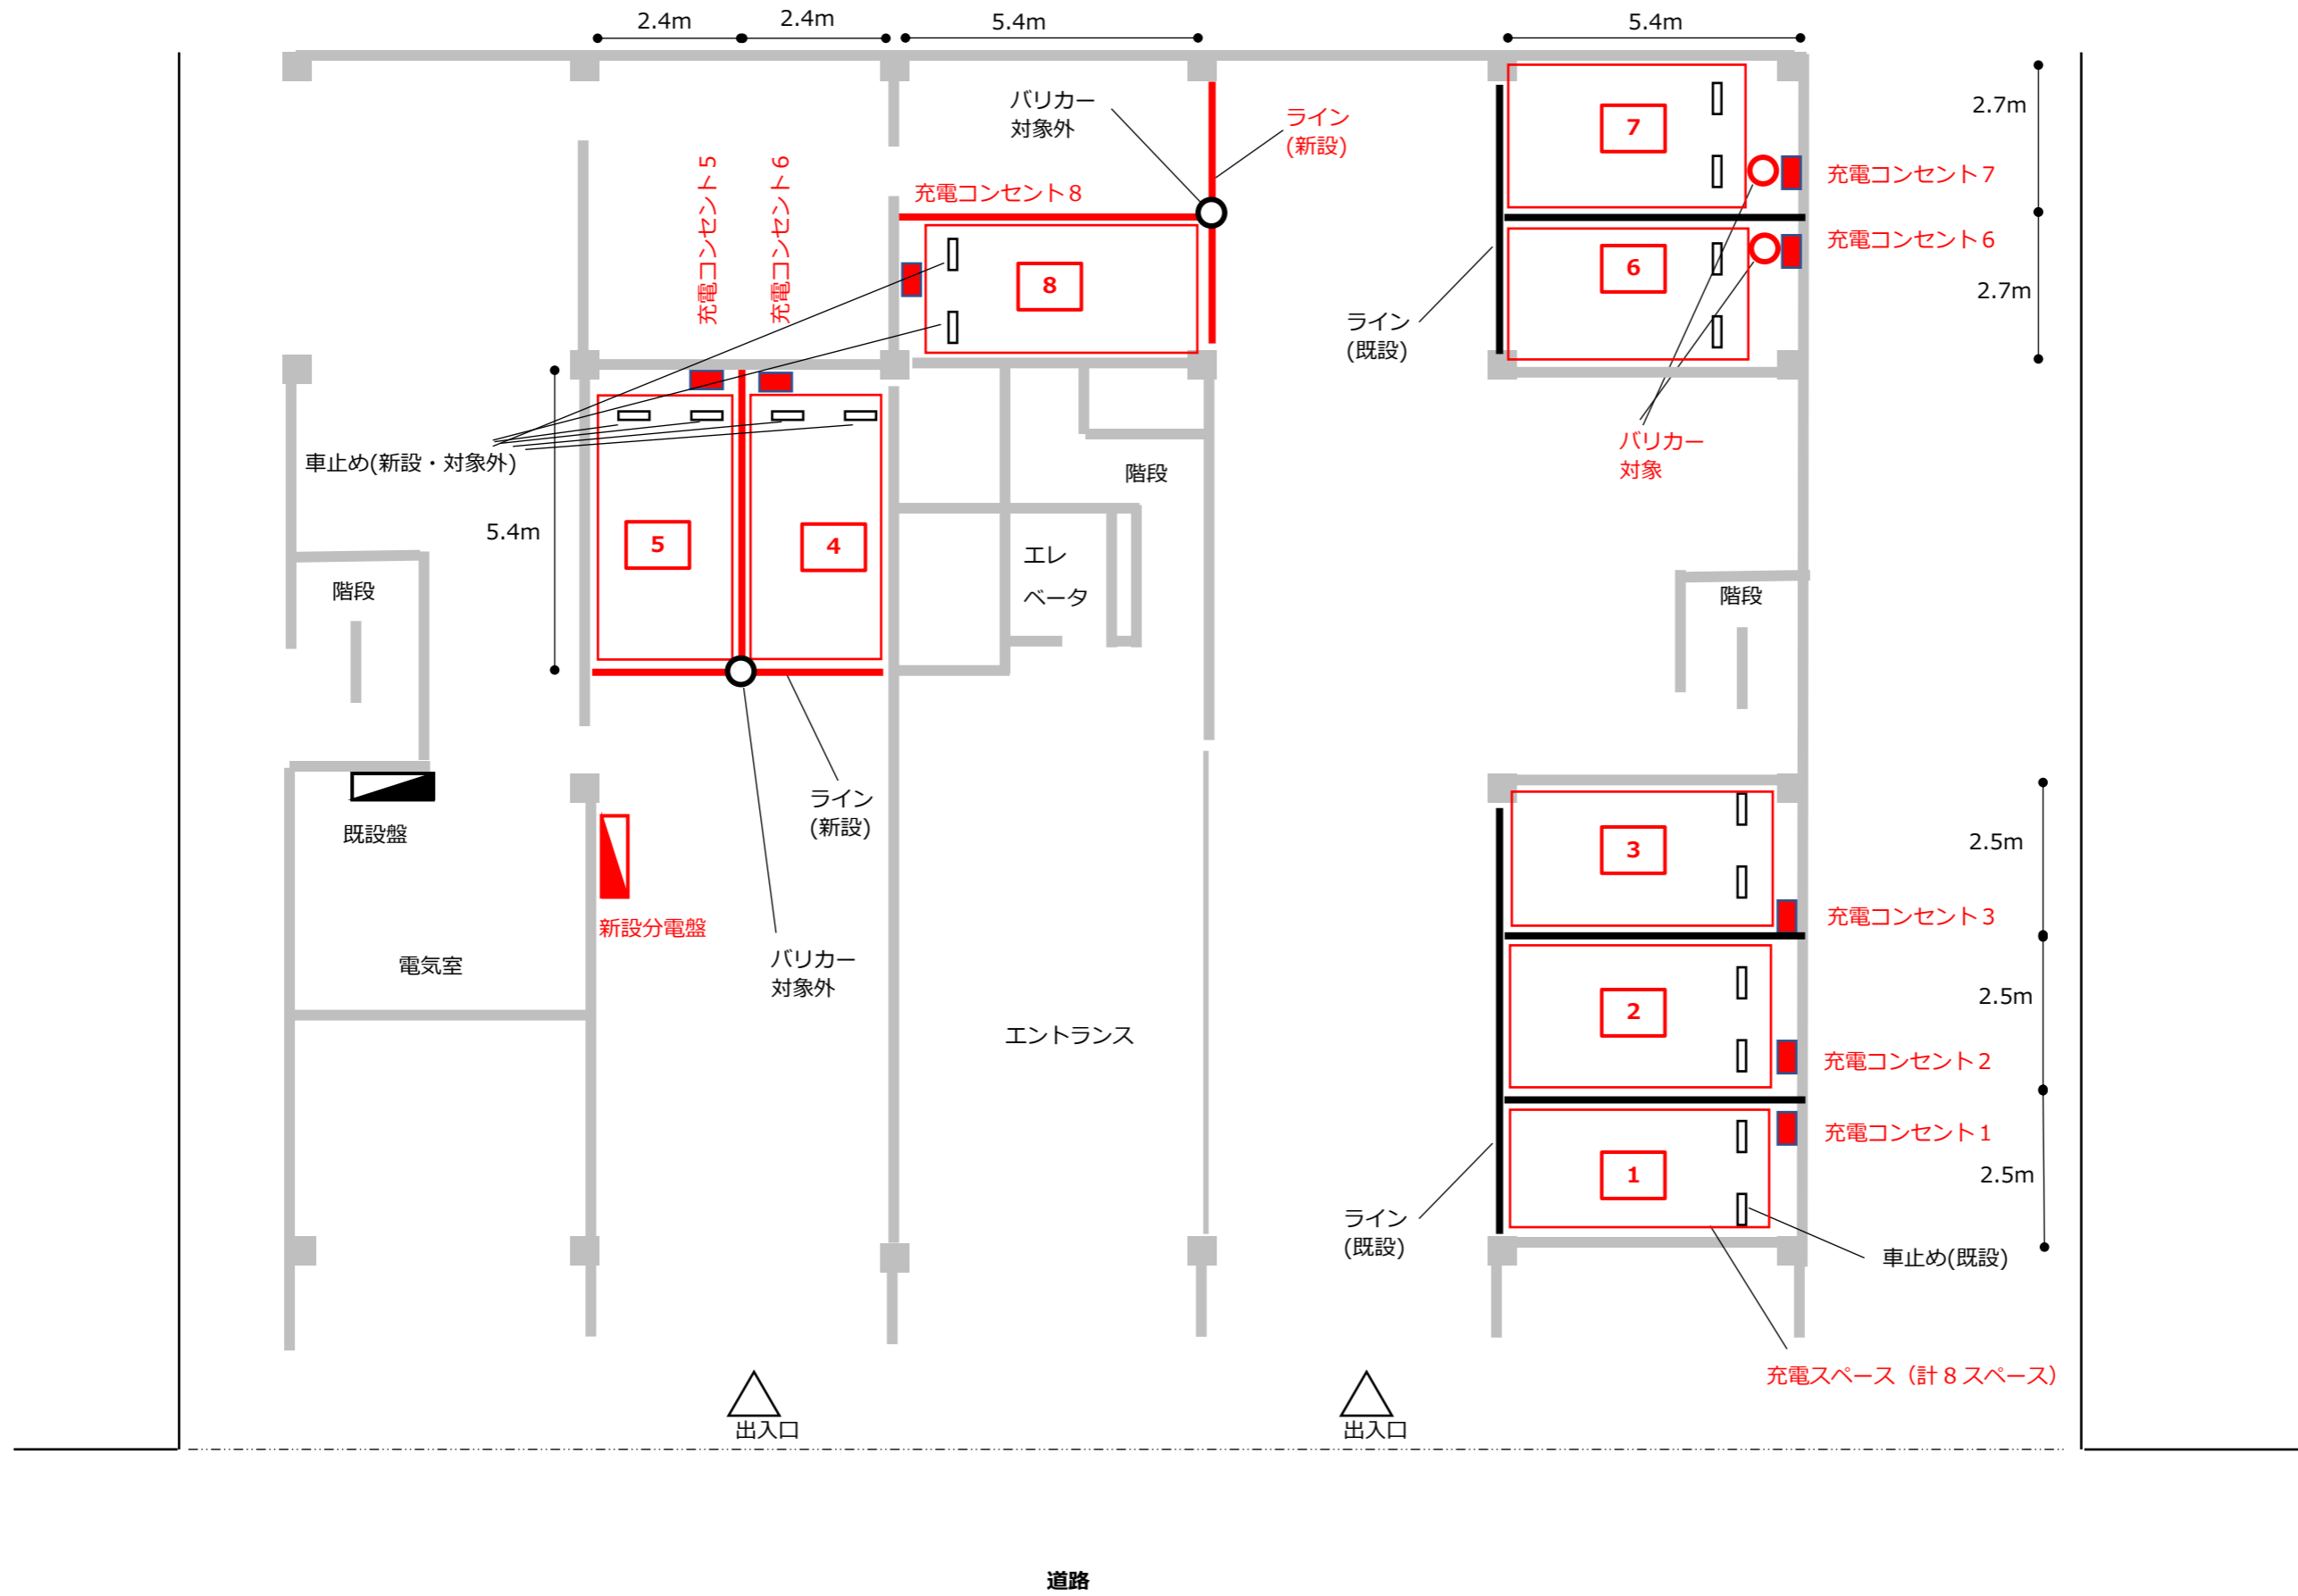 2.4m
2.4m
5.4m
5.4m
バリカー
対象外
ライン
(新設)
充電コンセント5
充電コンセント6
充電コンセント8
8
7
6
2.7m
2.7m
充電コンセント7
充電コンセント6
ライン
(既設)
バリカー
対象
車止め(新設・対象外)
5.4m
5
4
階段
エレ
ベータ
階段
階段
既設盤
ライン
(新設)
新設分電盤
電気室
バリカー
対象外
エントランス
3
2
1
2.5m
2.5m
2.5m
充電コンセント3
充電コンセント2
充電コンセント1
ライン
(既設)
車止め(既設)
充電スペース（計8スペース）
出入口
出入口
道路